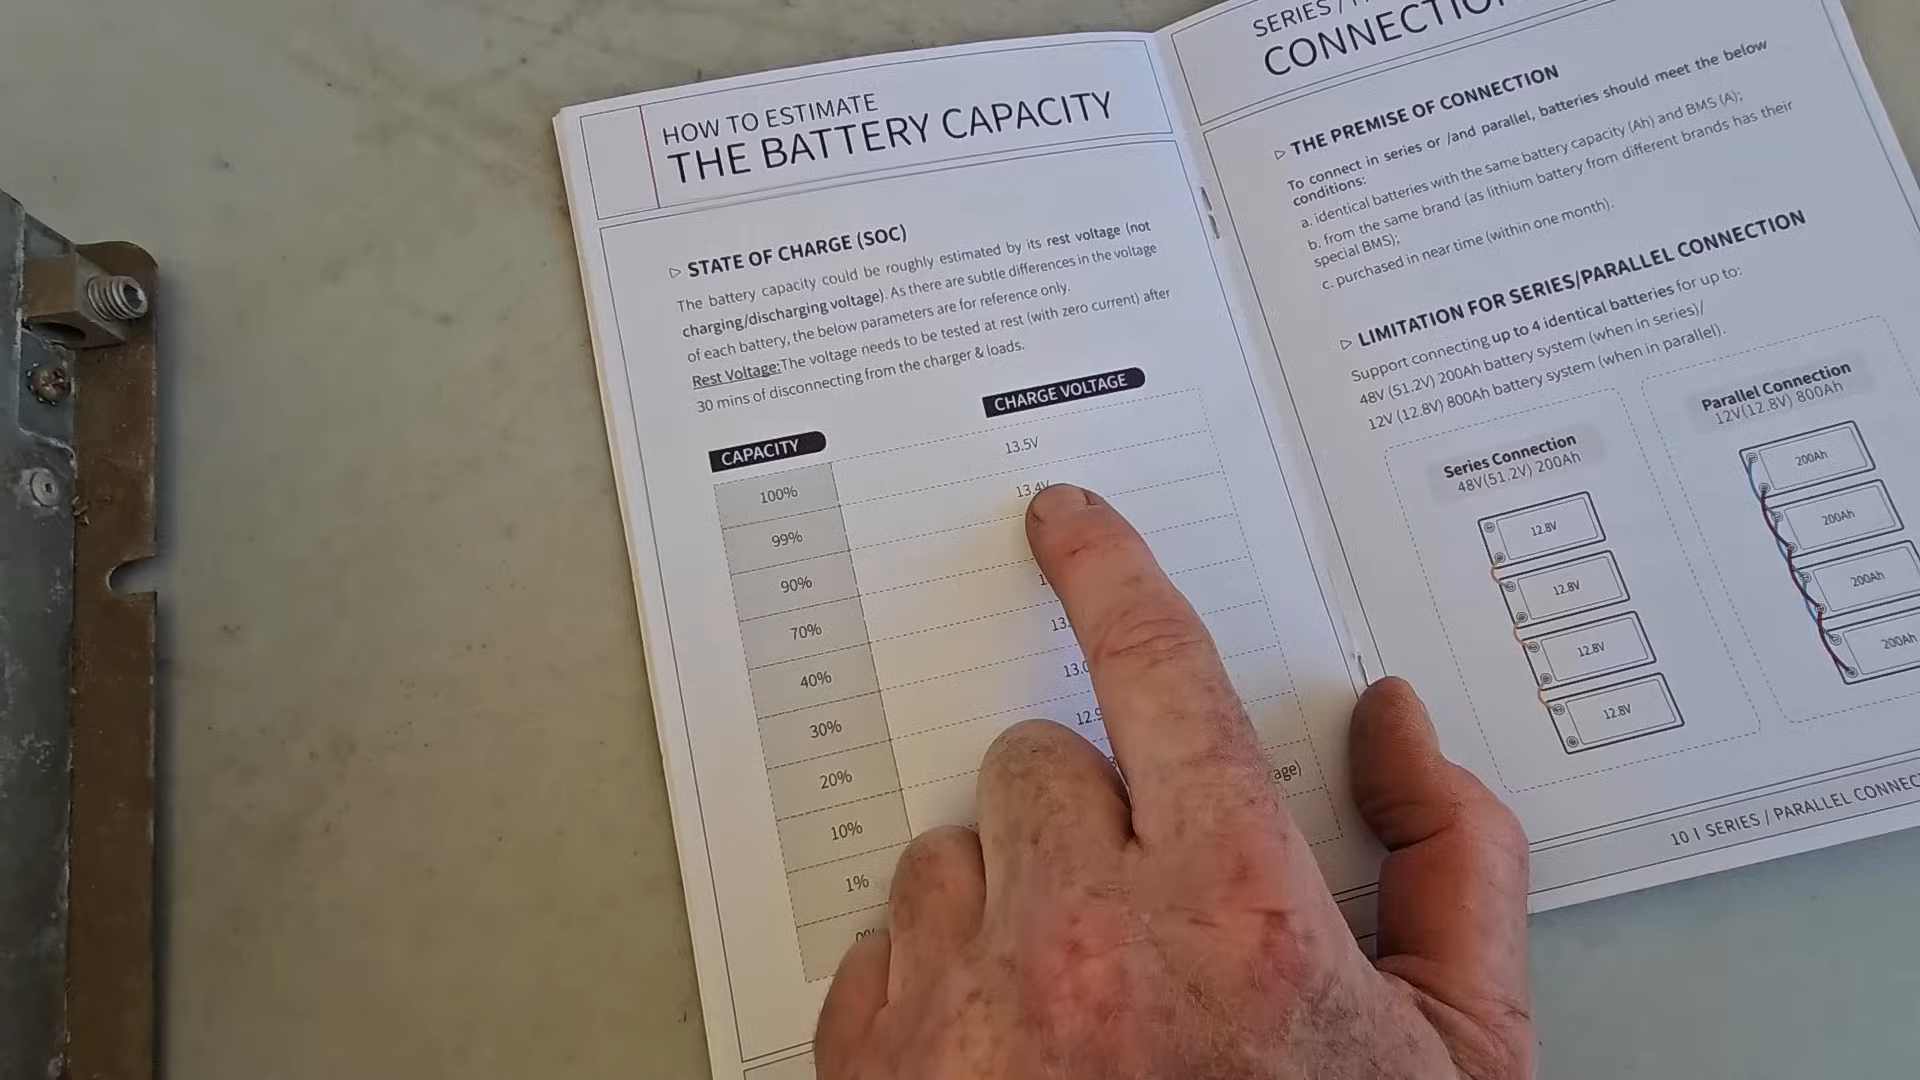 HOW TO ESTIMATE
THE BATTERY CAPACITY
▷ STATE OF CHARGE (SOC)
The battery capacity could be roughly estimated by its rest voltage (not
charging/discharging voltage). As there are subtle differences in the voltage
of each battery, the below parameters are for reference only.
Rest Voltage:The voltage needs to be tested at rest (with zero current) after
30 mins of disconnecting from the charger & loads.
CAPACITY CHARGE VOLTAGE
100% 13.5V
99% 13.4V
90%
70%
40%
30%
20%
10%
1%
SERIES /
CONNECTION
▷ THE PREMISE OF CONNECTION
To connect in series or /and parallel, batteries should meet the below
conditions:
a. identical batteries with the same battery capacity (Ah) and BMS (A);
b. from the same brand (as lithium battery from different brands has their
special BMS);
c. purchased in near time (within one month).
▷ LIMITATION FOR SERIES/PARALLEL CONNECTION
Support connecting up to 4 identical batteries for up to:
48V (51.2V) 200Ah battery system (when in series)/
12V (12.8V) 800Ah battery system (when in parallel).
Series Connection
48V(51.2V) 200Ah
12.8V
12.8V
12.8V
12.8V
Parallel Connection
12V(12.8V) 800Ah
200Ah
200Ah
200Ah
200Ah
10 I SERIES / PARALLEL